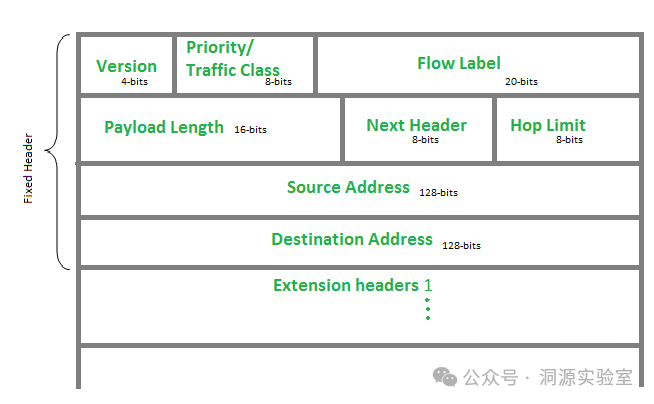 Version
4-bits
Priority/
Traffic Class
8-bits
Flow Label
20-bits
Payload Length 16-bits
Next Header
8-bits
Hop Limit
8-bits
Fixed Header
Source Address 128-bits
Destination Address 128-bits
Extension headers 1
公众号 · 洞源实验室